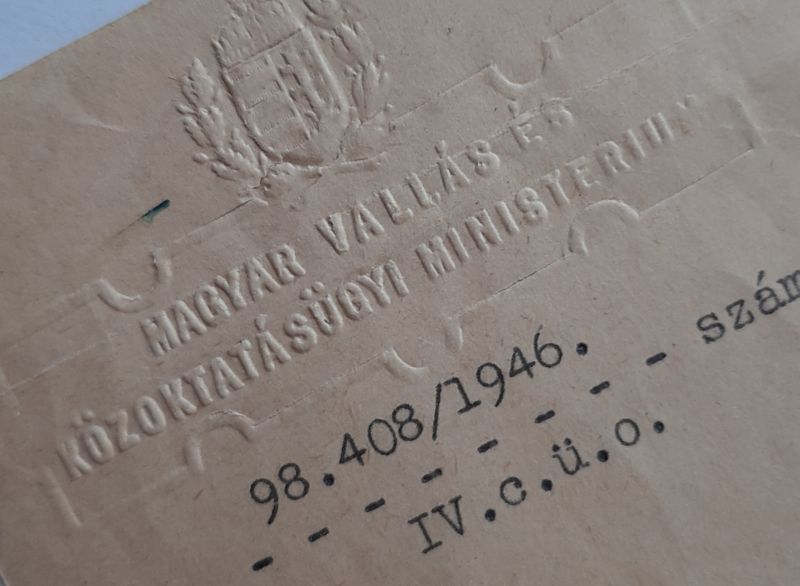 MAGYAR VALLÁS ÉS
KÖZOKTATÁSÜGYI MINISTERIUM
98.408/1946. szám
IV.c.ü.o.